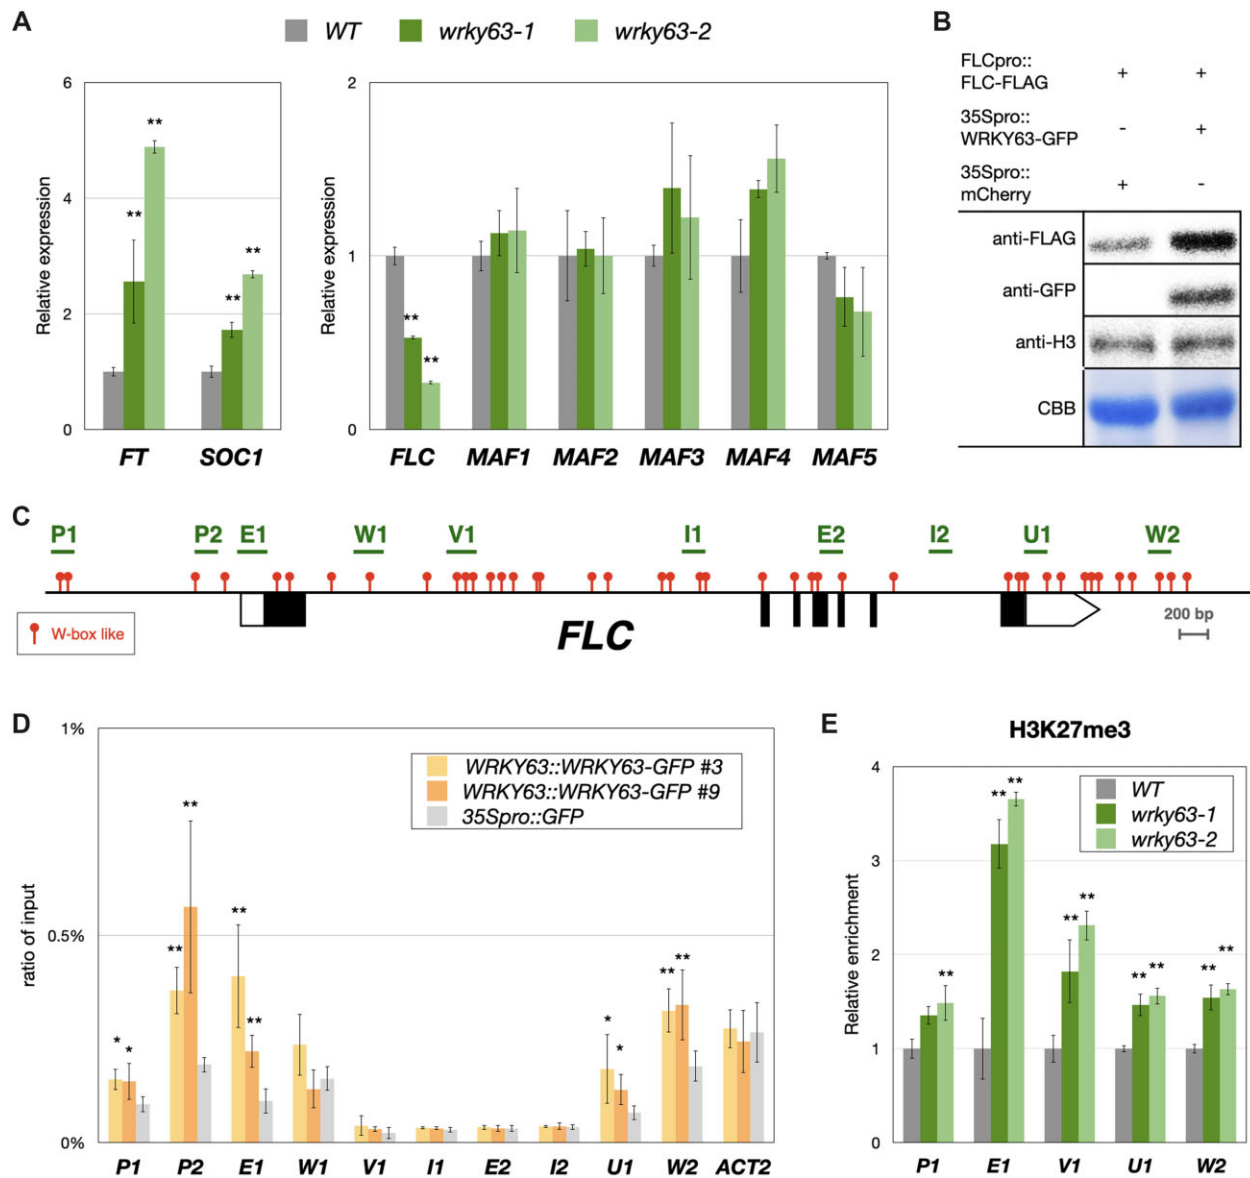 A
WT wrky63-1 wrky63-2
Relative expression
6
4
2
0
** ** ** **
FT SOC1
Relative expression
2
1
0
** **
FLC MAF1 MAF2 MAF3 MAF4 MAF5
B
FLCpro::
FLC-FLAG + +
35Spro::
WRKY63-GFP - +
35Spro::
mCherry + -
anti-FLAG
anti-GFP
anti-H3
CBB
C
P1 P2 E1 W1 V1 I1 E2 I2 U1 W2
W-box like
FLC
200 bp
D
ratio of input
1%
0.5%
0%
WRKY63::WRKY63-GFP #3
WRKY63::WRKY63-GFP #9
35Spro::GFP
* * ** ** ** ** * * ** **
P1 P2 E1 W1 V1 I1 E2 I2 U1 W2 ACT2
E
H3K27me3
Relative enrichment
4
3
2
1
0
WT
wrky63-1
wrky63-2
** ** ** ** ** ** ** ** **
P1 E1 V1 U1 W2